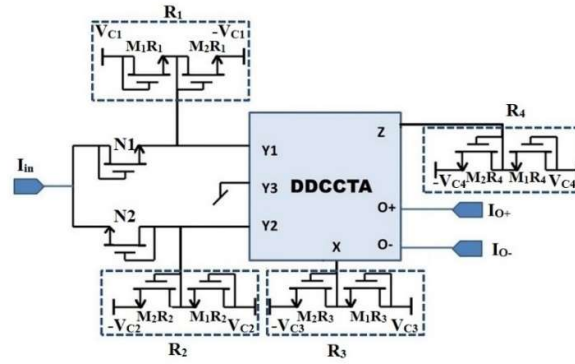 R1
VC1
-VC1
M1R1
M2R1
N1
Iin
N2
Y1
Y3
DDCCTA
Y2
X
Z
O+
O-
R4
-VC4
M2R4
M1R4
VC4
IO+
IO-
M2R2
M1R2
-VC2
VC2
R2
M2R3
M1R3
-VC3
VC3
R3